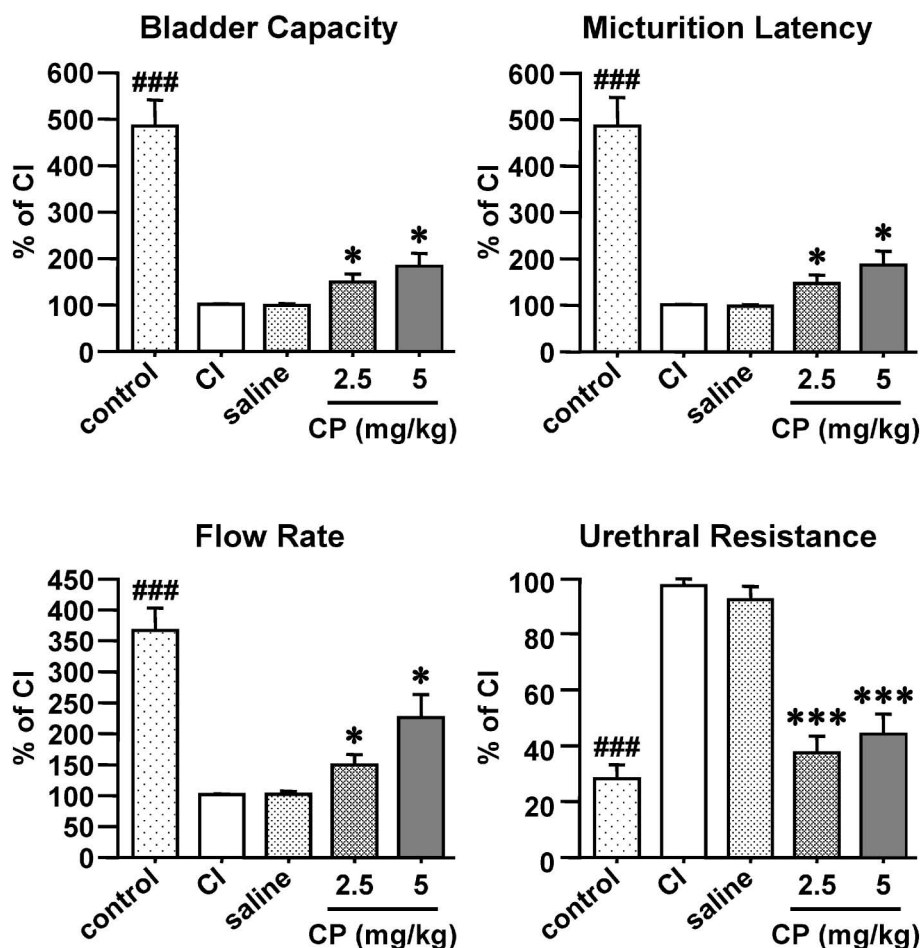 Bladder Capacity
% of CI
600
500
400
300
200
100
0
###
*
*
control
CI
saline
2.5
5
CP (mg/kg)
Micturition Latency
% of CI
600
500
400
300
200
100
0
###
*
*
control
CI
saline
2.5
5
CP (mg/kg)
Flow Rate
% of CI
450
400
350
300
250
200
150
100
50
0
###
*
*
control
CI
saline
2.5
5
CP (mg/kg)
Urethral Resistance
% of CI
100
80
60
40
20
0
###
***
***
control
CI
saline
2.5
5
CP (mg/kg)